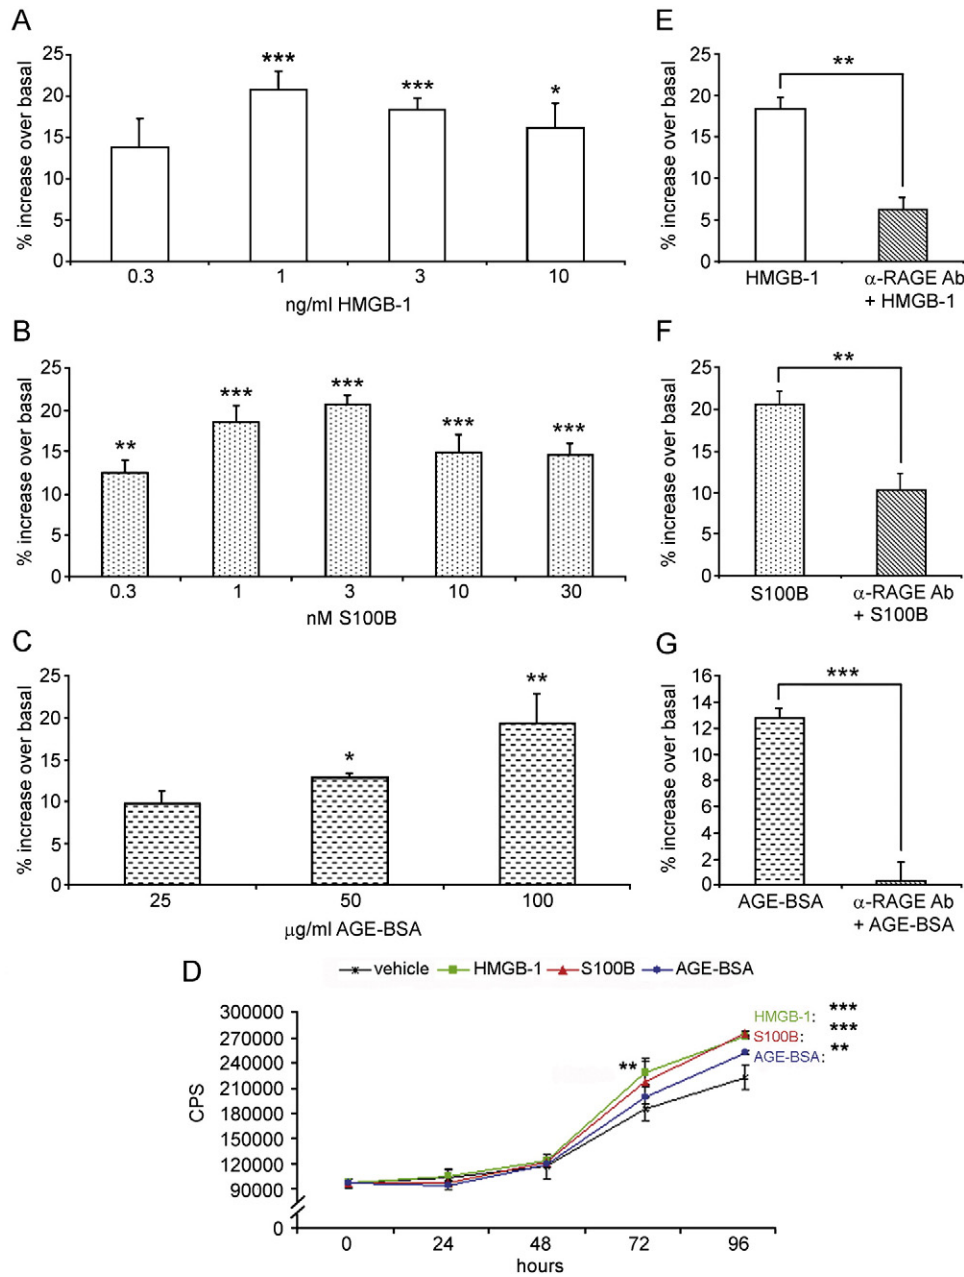 A
% increase over basal
25
20
15
10
5
0
***
***
*
0.3 1 3 10
ng/ml HMGB-1
E
% increase over basal
25
20
15
10
5
0
**
HMGB-1 α-RAGE Ab
+ HMGB-1
B
% increase over basal
25
20
15
10
5
0
**
***
***
***
***
0.3 1 3 10 30
nM S100B
F
% increase over basal
25
20
15
10
5
0
**
S100B α-RAGE Ab
+ S100B
C
% increase over basal
25
20
15
10
5
0
*
**
25 50 100
μg/ml AGE-BSA
G
% increase over basal
16
14
12
10
8
6
4
2
0
***
AGE-BSA α-RAGE Ab
+ AGE-BSA
D
vehicle HMGB-1 S100B AGE-BSA
CPS
300000
270000
240000
210000
180000
150000
120000
90000
0
**
HMGB-1: ***
S100B: ***
AGE-BSA: **
0 24 48 72 96
hours